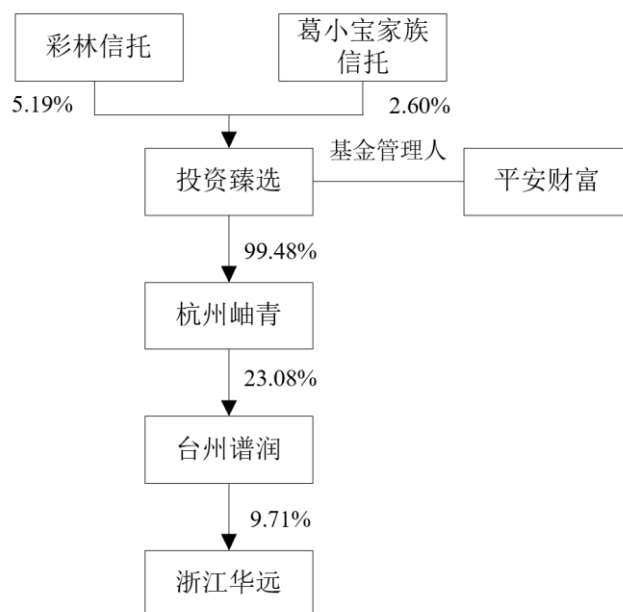 彩林信托
葛小宝家族
信托
5.19%
2.60%
基金管理人
投资臻选
平安财富
99.48%
杭州岫青
23.08%
台州谱润
9.71%
浙江华远